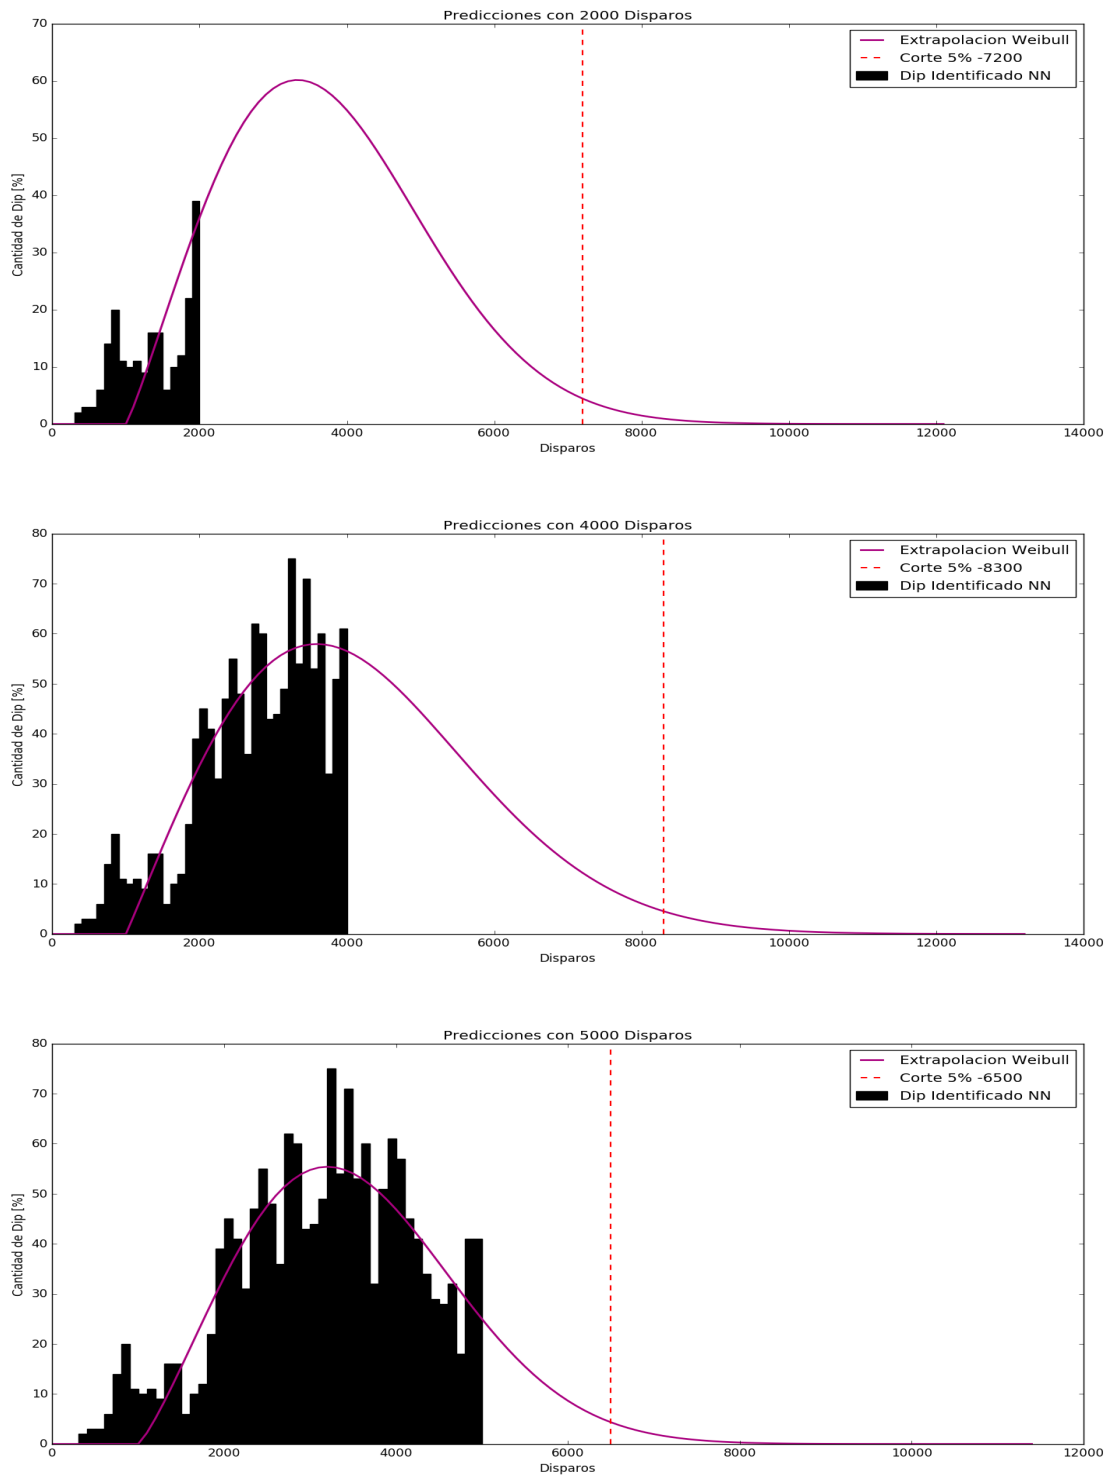 Predicciones con 2000 Disparos
70
60
50
40
30
20
10
0
Cantidad de Dip [%]
Extrapolacion Weibull
Corte 5% -7200
Dip Identificado NN
0 2000 4000 6000 8000 10000 12000 14000
Disparos
Predicciones con 4000 Disparos
80
70
60
50
40
30
20
10
0
Cantidad de Dip [%]
Extrapolacion Weibull
Corte 5% -8300
Dip Identificado NN
0 2000 4000 6000 8000 10000 12000 14000
Disparos
Predicciones con 5000 Disparos
80
70
60
50
40
30
20
10
0
Cantidad de Dip [%]
Extrapolacion Weibull
Corte 5% -6500
Dip Identificado NN
0 2000 4000 6000 8000 10000 12000
Disparos